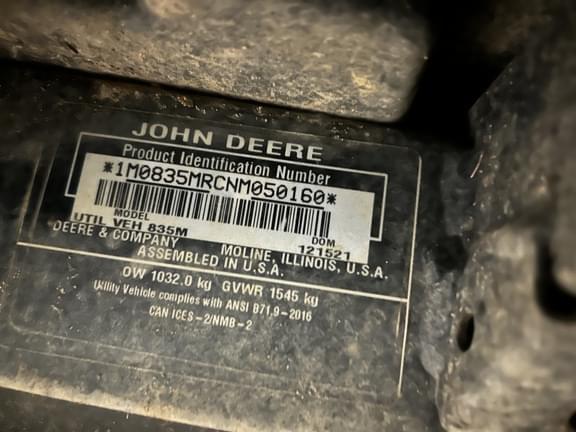 JOHN DEERE
Product Identification Number
*1M0835MRCNM050160*
MODEL DOM
UTIL VEH 835M 121521
DEERE & COMPANY MOLINE, ILLINOIS, U.S.A.
ASSEMBLED IN U.S.A.
OW 1032.0 kg GVWR 1545 kg
Utility Vehicle complies with ANSI B71.9-2016
CAN ICES-2/NMB-2